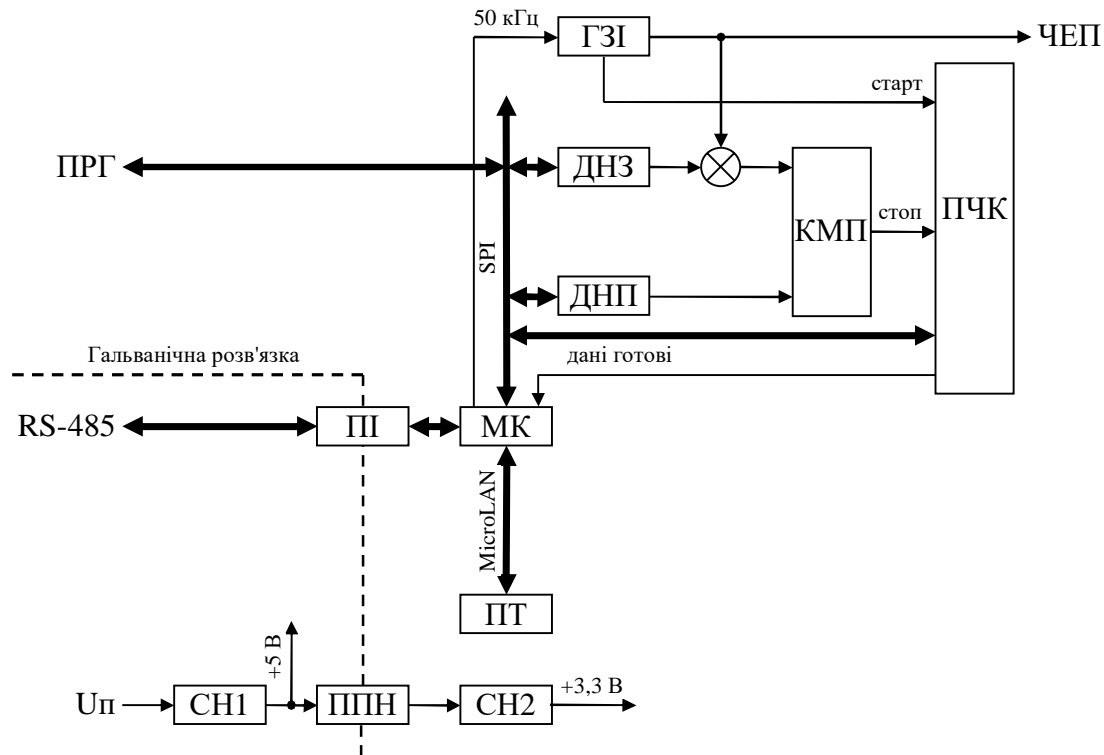 50 кГц
ГЗІ
ЧЕП
старт
ПРГ
ДНЗ
КМП
стоп
ПЧК
SPI
ДНП
Гальванічна розв'язка
дані готові
RS-485
ПІ
МК
MicroLAN
ПТ
+5 В
Uп
СН1
ППН
СН2
+3,3 В